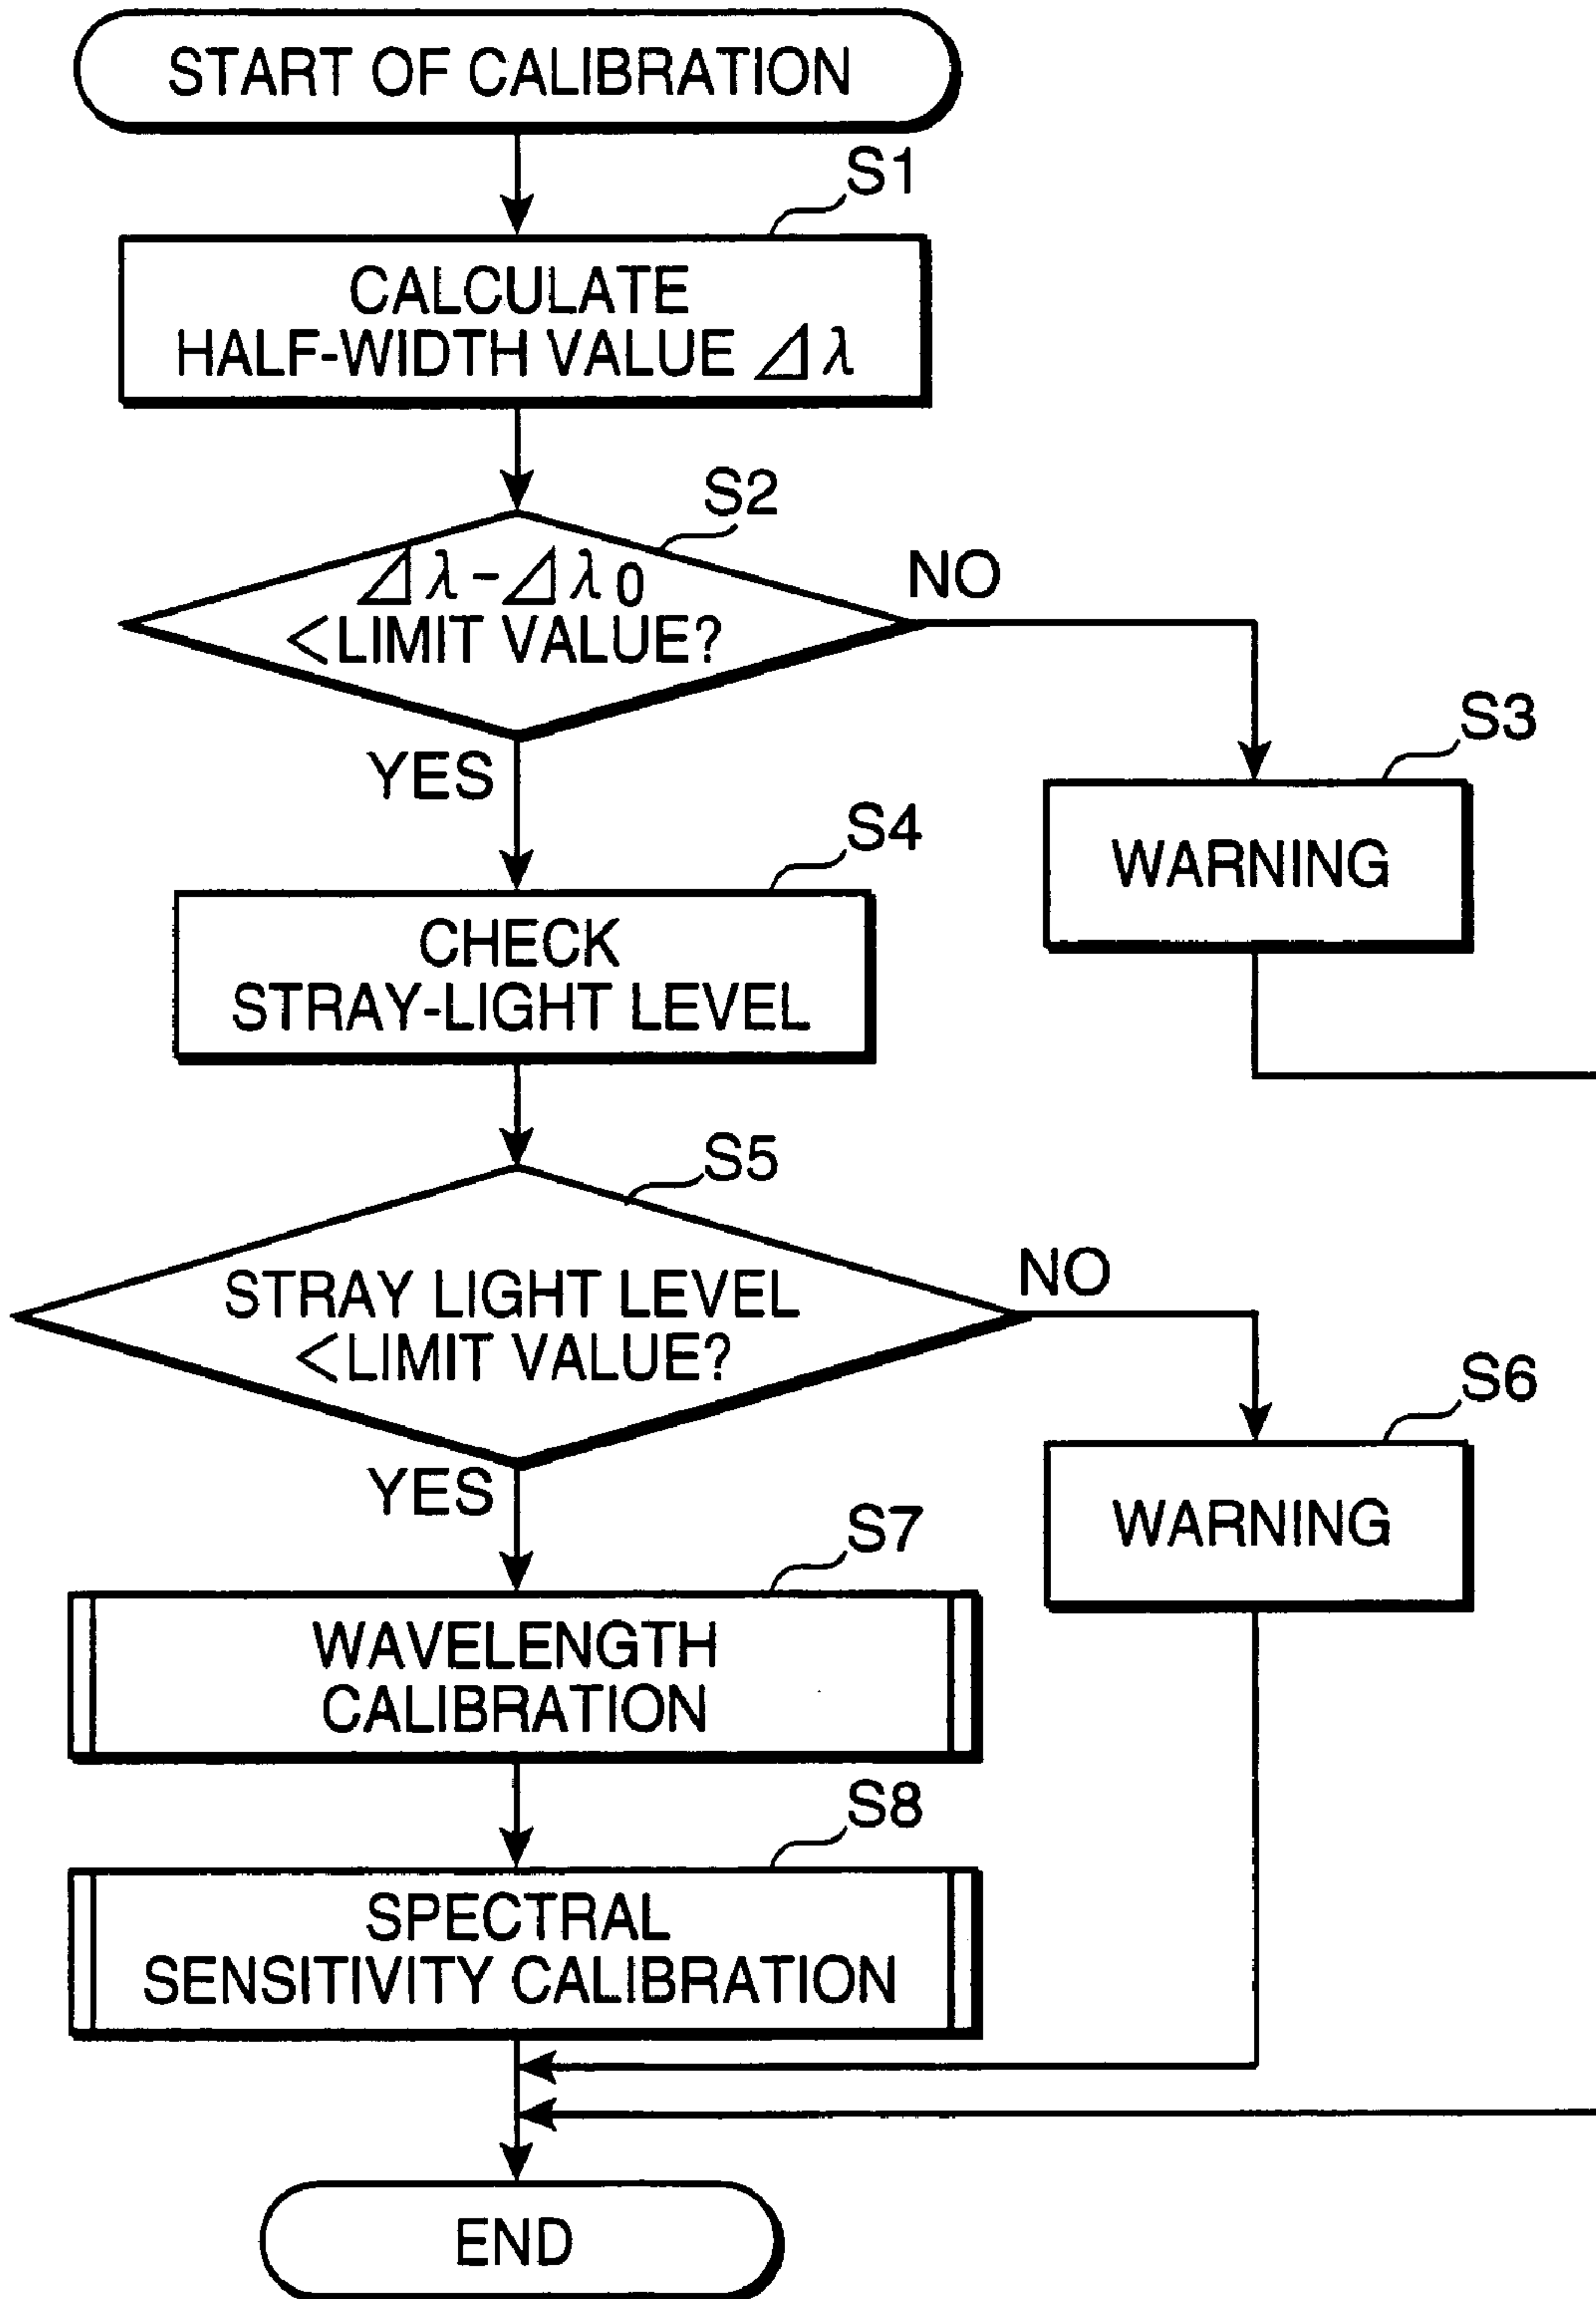 START OF CALIBRATION
S1
CALCULATE
HALF-WIDTH VALUE Δλ
S2
Δλ-Δλ0
<LIMIT VALUE?
NO
YES
S3
WARNING
S4
CHECK
STRAY-LIGHT LEVEL
S5
STRAY LIGHT LEVEL
<LIMIT VALUE?
NO
YES
S6
WARNING
S7
WAVELENGTH
CALIBRATION
S8
SPECTRAL
SENSITIVITY CALIBRATION
END